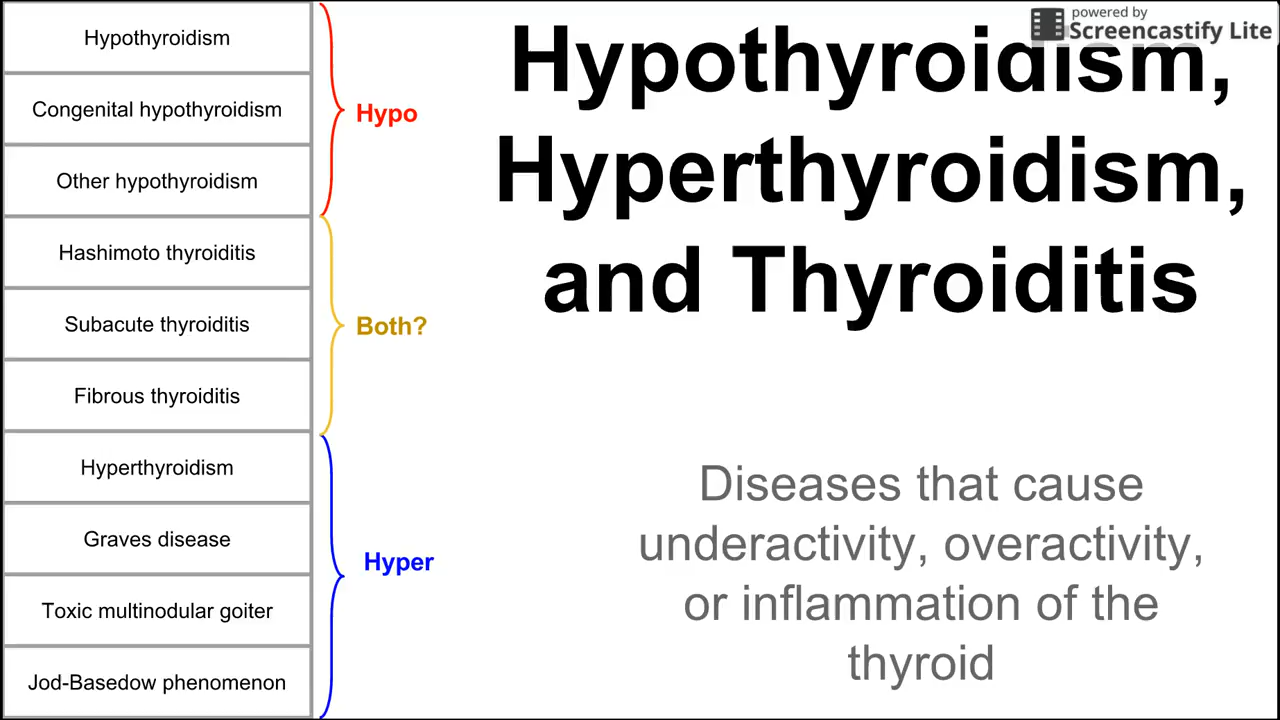 Hypothyroidism
Congenital hypothyroidism
Other hypothyroidism
Hashimoto thyroiditis
Subacute thyroiditis
Fibrous thyroiditis
Hyperthyroidism
Graves disease
Toxic multinodular goiter
Jod-Basedow phenomenon
Hypo
Both?
Hyper
powered by
Screencastify Lite
Hypothyroidism,
Hyperthyroidism,
and Thyroiditis
Diseases that cause
underactivity, overactivity,
or inflammation of the
thyroid